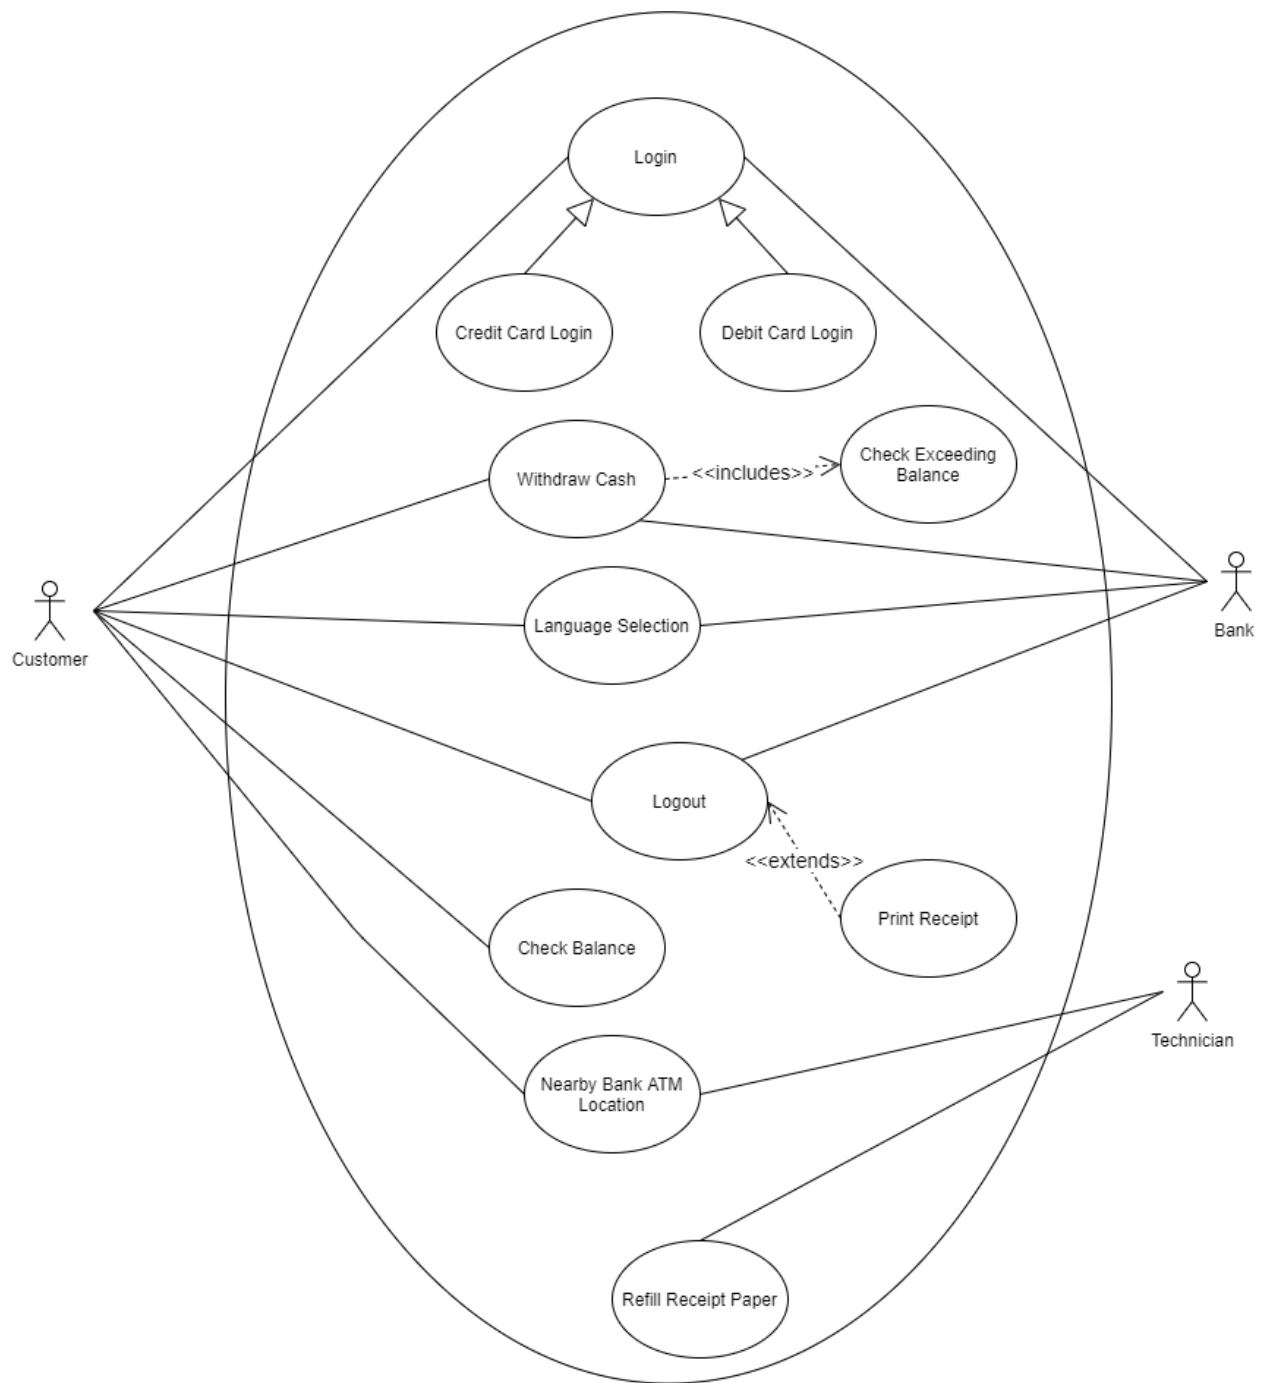 Login
Credit Card Login
Debit Card Login
Check Exceeding
Balance
Withdraw Cash
<<includes>>
Language Selection
Customer
Bank
Logout
<<extends>>
Print Receipt
Check Balance
Technician
Nearby Bank ATM
Location
Refill Receipt Paper